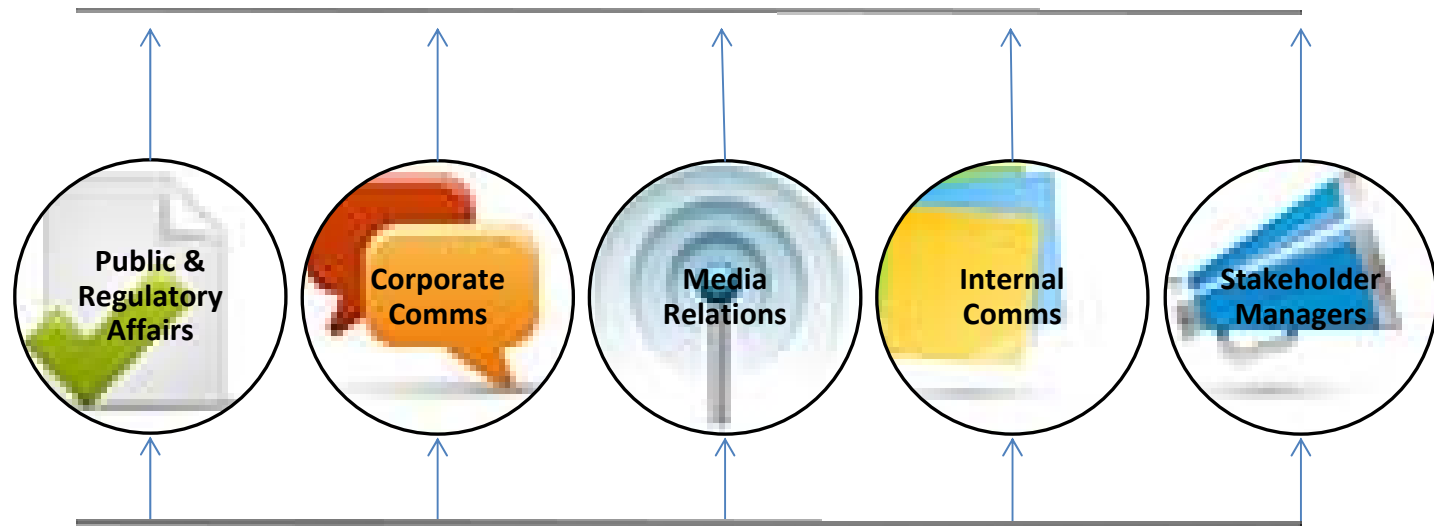 Public &
Regulatory
Affairs
Corporate
Comms
Media
Relations
Internal
Comms
Stakeholder
Managers